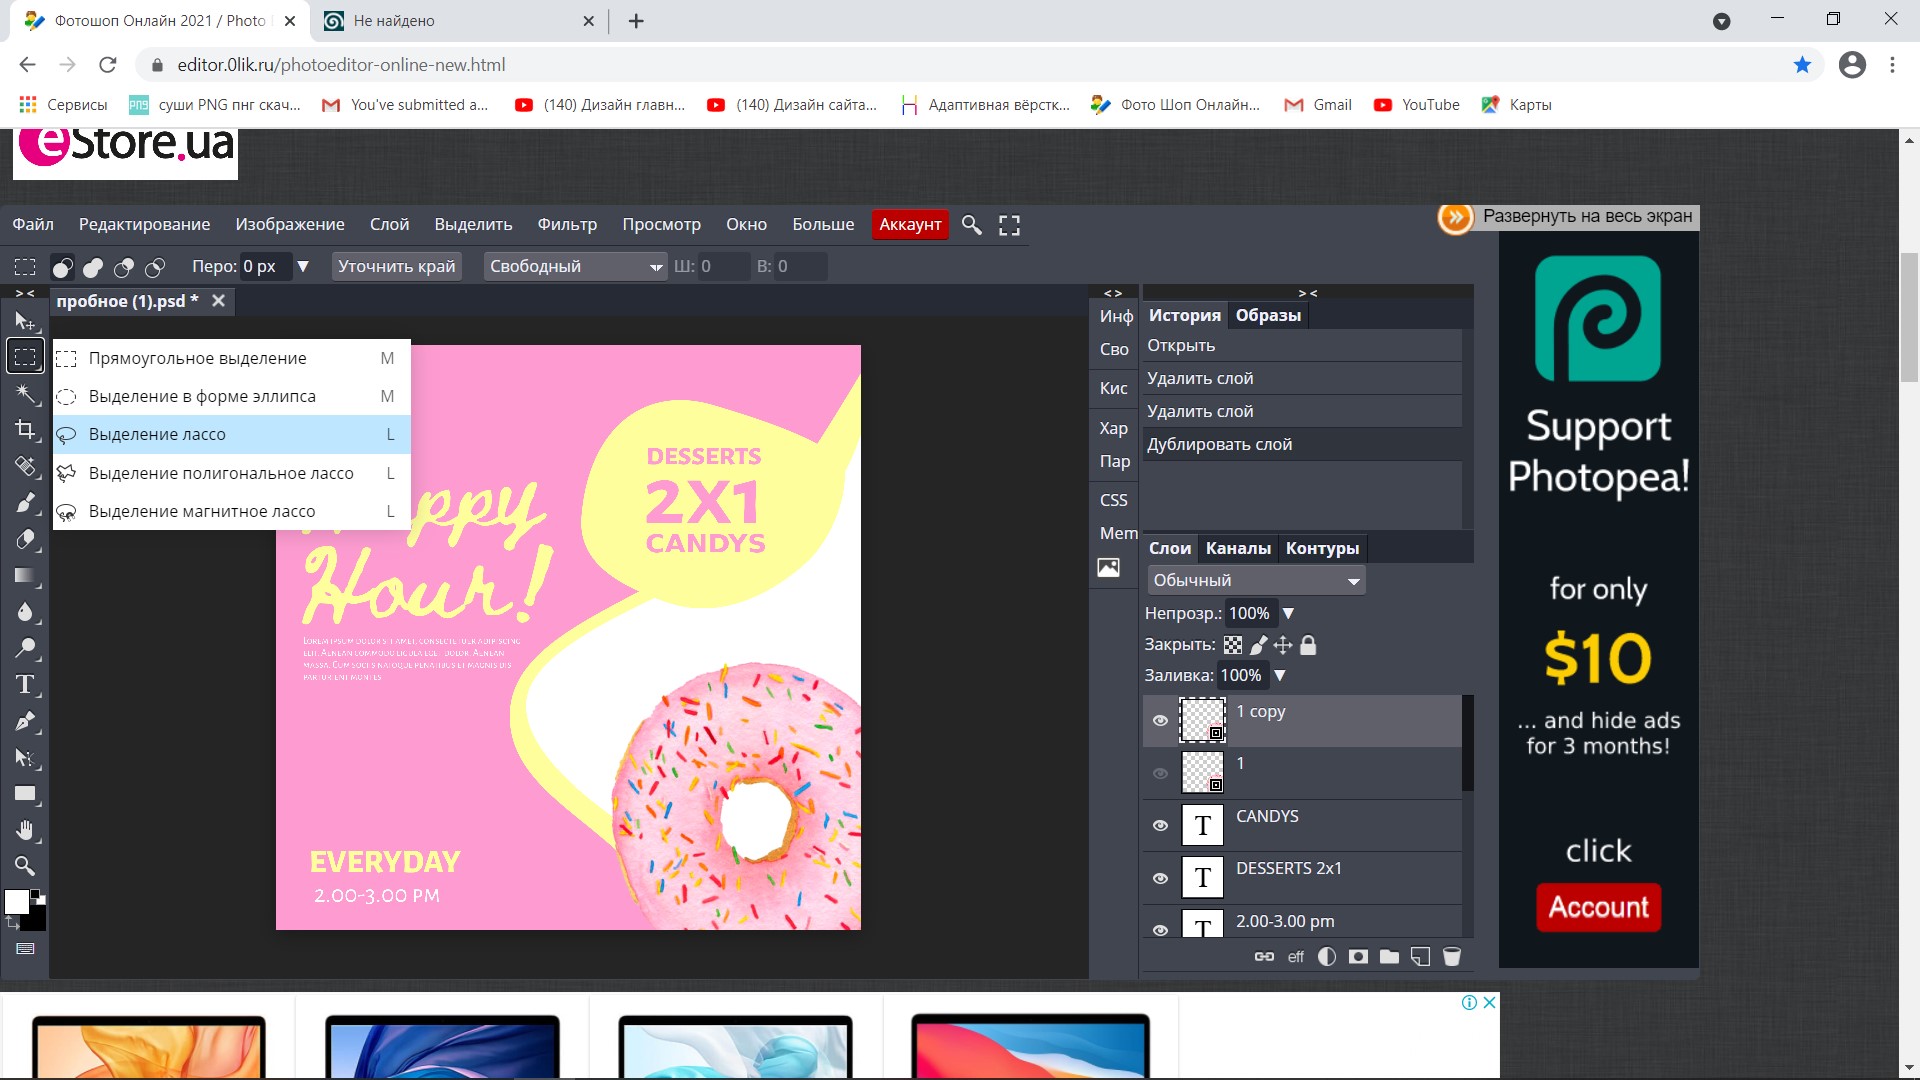 Фотошоп Онлайн 2021 / Photo
Не найдено
editor.0lik.ru/photoeditor-online-new.html
Сервисы
суши PNG пнг скач...
You've submitted a...
(140) Дизайн главн...
(140) Дизайн сайта...
Адаптивная вёрстк...
Фото Шоп Онлайн...
Gmail
YouTube
Карты
eStore.ua
Развернуть на весь экран
Файл Редактирование Изображение Слой Выделить Фильтр Просмотр Окно Больше Аккаунт
Перо: 0 px Уточнить край Свободный Ш: 0 В: 0
пробное (1).psd *
Прямоугольное выделение M
Выделение в форме эллипса M
Выделение лассо L
Выделение полигональное лассо L
Выделение магнитное лассо L
DESSERTS
2X1
CANDYS
Hour!
EVERYDAY
2.00-3.00 PM
Инф
Сво
Кис
Хар
Пар
CSS
Mem
История Образы
Открыть
Удалить слой
Удалить слой
Дублировать слой
Слои Каналы Контуры
Обычный
Непрозр.: 100%
Закрыть:
Заливка: 100%
1 copy
1
CANDYS
DESSERTS 2x1
2.00-3.00 pm
eff
Support
Photopea!
for only
$10
... and hide ads
for 3 months!
click
Account